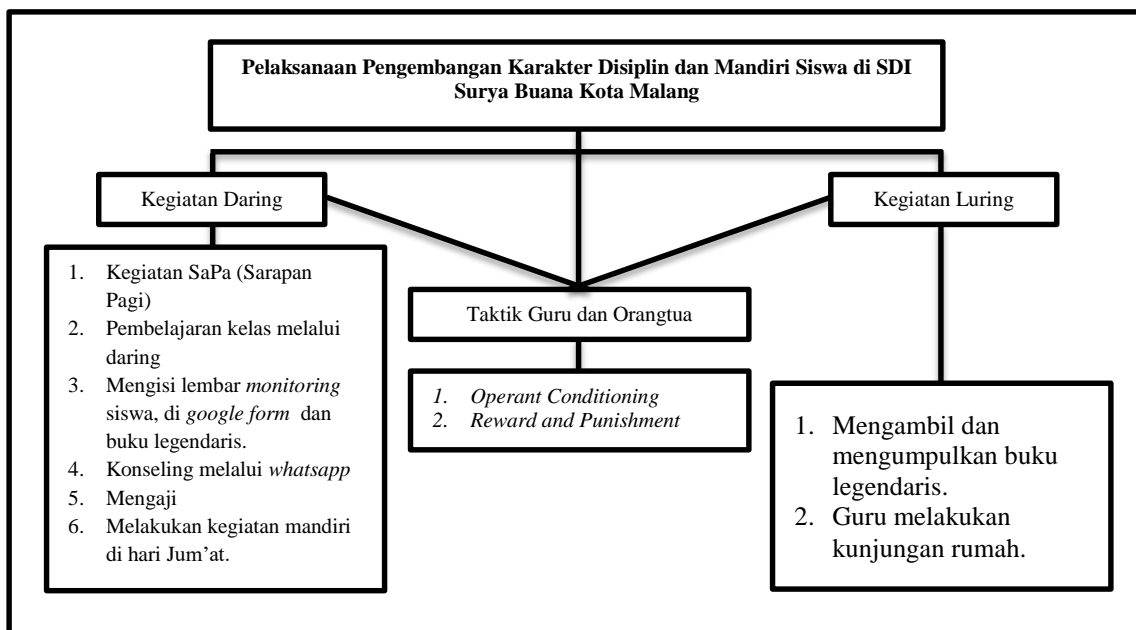 Pelaksanaan Pengembangan Karakter Disiplin dan Mandiri Siswa di SDI
Surya Buana Kota Malang
Kegiatan Daring
Kegiatan Luring
1. Kegiatan SaPa (Sarapan
Pagi)
2. Pembelajaran kelas melalui
daring
3. Mengisi lembar monitoring
siswa, di google form dan
buku legendaris.
4. Konseling melalui whatsapp
5. Mengaji
6. Melakukan kegiatan mandiri
di hari Jum’at.
Taktik Guru dan Orangtua
1. Operant Conditioning
2. Reward and Punishment
1. Mengambil dan
mengumpulkan buku
legendaris.
2. Guru melakukan
kunjungan rumah.